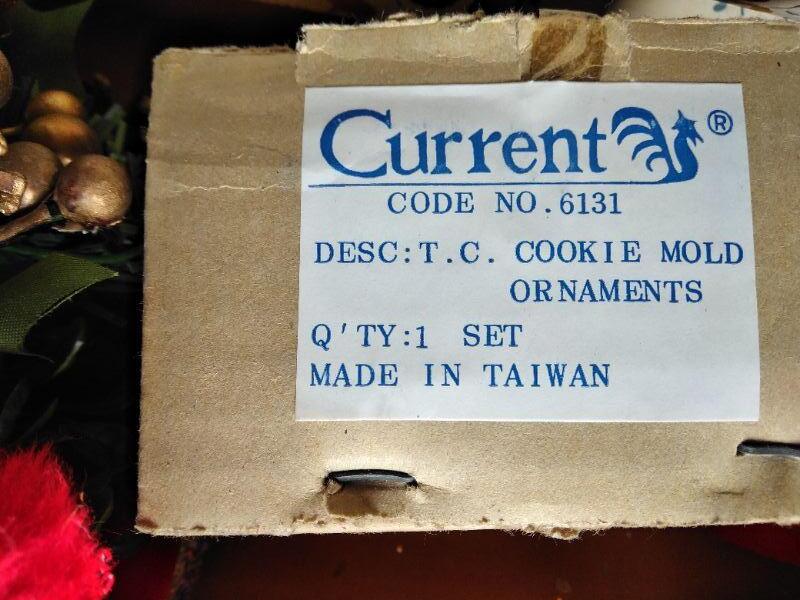 Current®
CODE NO.6131
DESC:T.C. COOKIE MOLD
ORNAMENTS
Q'TY:1 SET
MADE IN TAIWAN